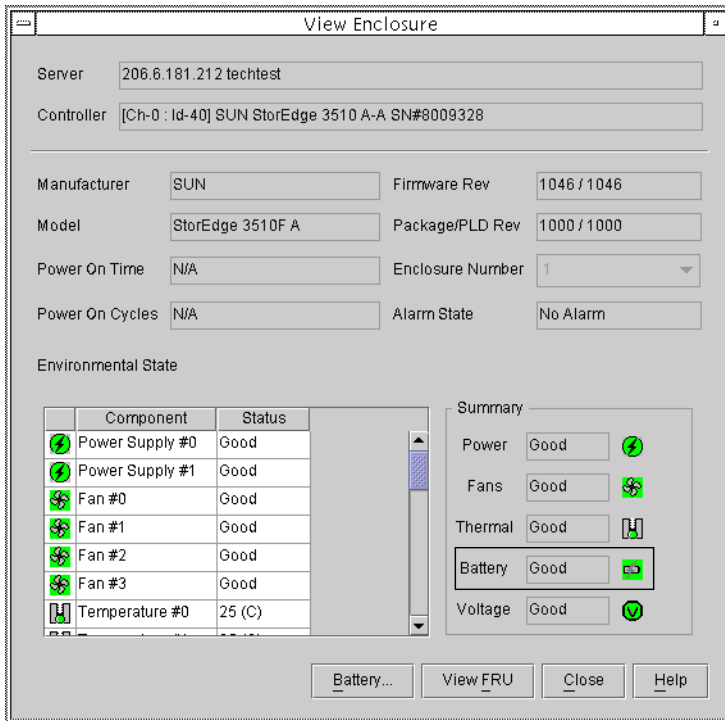 View Enclosure
Server 206.6.181.212 techtest
Controller [Ch-0 : Id-40] SUN StorEdge 3510 A-A SN#8009328
Manufacturer SUN Firmware Rev 1046 / 1046
Model StorEdge 3510F A Package/PLD Rev 1000 / 1000
Power On Time N/A Enclosure Number 1
Power On Cycles N/A Alarm State No Alarm
Environmental State
Component Status
Power Supply #0 Good
Power Supply #1 Good
Fan #0 Good
Fan #1 Good
Fan #2 Good
Fan #3 Good
Temperature #0 25 (C)
Summary
Power Good
Fans Good
Thermal Good
Battery Good
Voltage Good
Battery... View FRU Close Help